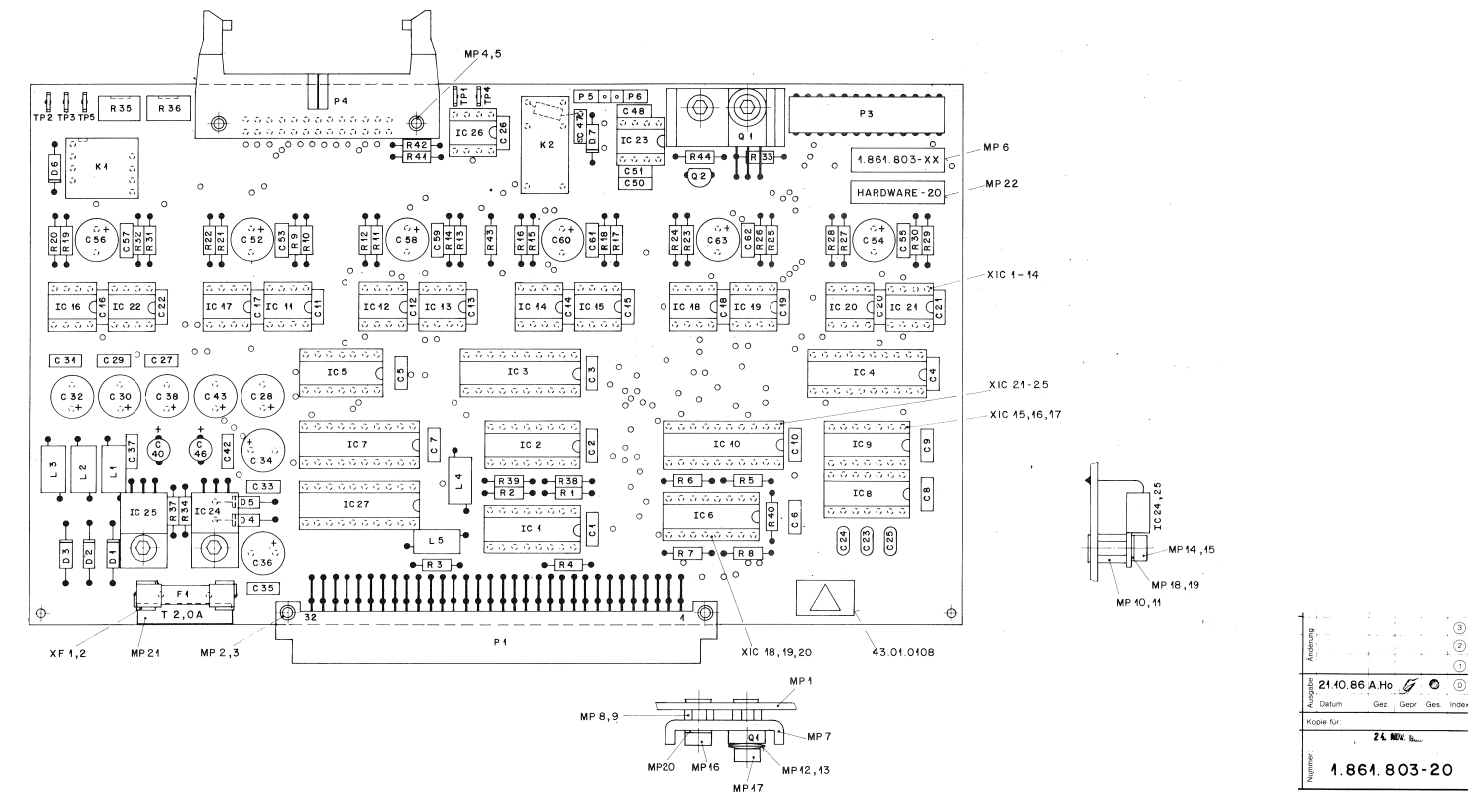 MP 4,5
TP2 TP3 TP5
R 35
R 36
P4
TP1
TP4
P 5
P 6
C 48
IC 26
C 26
K 2
D 7
IC 23
Q 1
P 3
K 1
D 6
R 42
R 41
C 51
C 50
R 44
R 33
Q 2
1.861.803-XX
MP 6
HARDWARE-20
MP 22
R 20
R 19
C 56
C 57
R 32
R 31
R 22
R 21
C 52
C 53
R 9
R 10
R 12
R 11
C 58
C 59
R 14
R 13
R 43
R 16
R 15
C 60
C 61
R 18
R 17
R 24
R 23
C 63
C 62
R 26
R 25
R 28
R 27
C 54
C 55
R 30
R 29
XIC 1-14
IC 16
C 16
IC 22
C 22
IC 17
C 17
IC 11
C 11
IC 12
C 12
IC 13
C 13
IC 14
C 14
IC 15
C 15
IC 18
C 18
IC 19
C 19
IC 20
C 20
IC 21
C 21
C 31
C 29
C 27
IC 5
C 5
IC 3
C 3
IC 4
C 4
C 32
C 30
C 38
C 43
C 28
XIC 21-25
XIC 15,16,17
L 3
L 2
L 1
C 37
C 40
C 46
C 42
C 34
IC 7
C 7
IC 2
C 2
IC 10
C 10
IC 9
C 9
L 4
R 39
R 38
R 2
R 1
R 6
R 5
C 33
IC 25
R 37
R 34
IC 24
D 5
D 4
IC 27
IC 1
C 1
IC 6
R 40
C 6
IC 8
C 8
IC 24,25
D 3
D 2
D 1
C 36
L 5
R 3
R 4
R 7
R 8
C 24
C 23
C 25
MP 14,15
MP 18,19
MP 10,11
F 1
C 35
T 2,0A
32
1
P 1
XF 1,2
MP 21
MP 2,3
XIC 18,19,20
43.01.0108
MP 1
MP 8,9
MP 7
Q1
MP20
MP16
MP12,13
MP17
Änderung
3
2
1
Ausgabe
21.10.86 A.Ho
0
Datum Gez. Gepr Ges. Index
Kopie für:
Nummer:
1.861.803-20